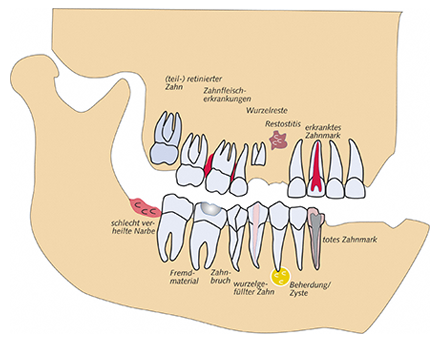 (teil-) retinierter
Zahn
Zahnfleisch-
erkrankungen
Wurzelreste
Restostitis
erkranktes
Zahnmark
schlecht ver-
heilte Narbe
totes Zahnmark
Fremd-
material
Zahn-
bruch
wurzelge-
füllter Zahn
Beherdung/
Zyste